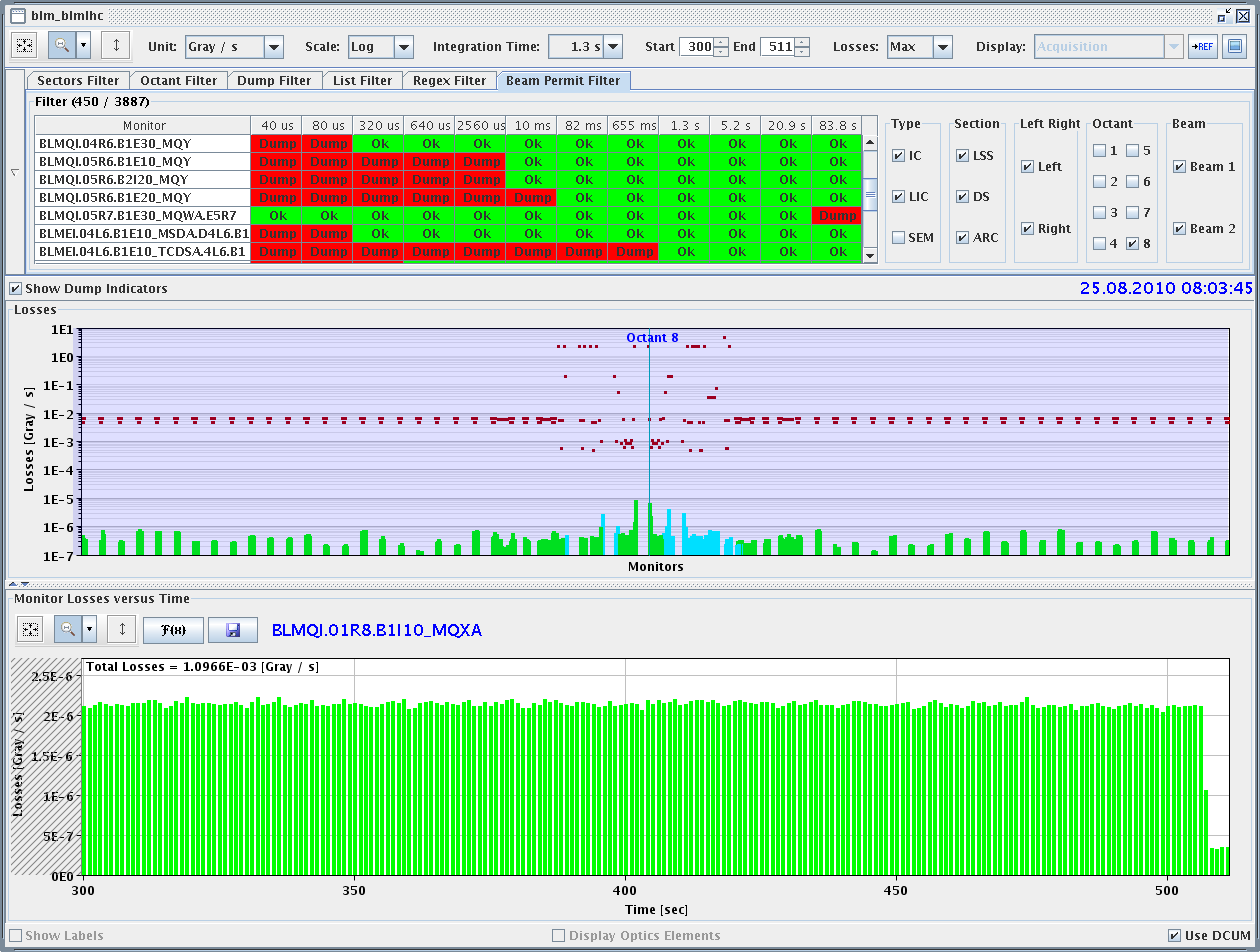 blm_blmlhc
Unit: Gray / s Scale: Log Integration Time: 1.3 s Start 300 End 511 Losses: Max Display: Acquisition →REF
Sectors Filter Octant Filter Dump Filter List Filter Regex Filter Beam Permit Filter
Filter (450 / 3887)
Monitor 40 us 80 us 320 us 640 us 2560 us 10 ms 82 ms 655 ms 1.3 s 5.2 s 20.9 s 83.8 s
BLMQI.04R6.B1E30_MQY Dump Dump Ok Ok Ok Ok Ok Ok Ok Ok Ok Ok
BLMQI.05R6.B1E10_MQY Dump Dump Dump Dump Dump Ok Ok Ok Ok Ok Ok Ok
BLMQI.05R6.B2I20_MQY Dump Dump Dump Dump Dump Ok Ok Ok Ok Ok Ok Ok
BLMQI.05R6.B1E20_MQY Dump Dump Dump Dump Dump Dump Ok Ok Ok Ok Ok Ok
BLMQI.05R7.B1E30_MQWA.E5R7 Ok Ok Ok Ok Ok Ok Ok Ok Ok Ok Ok Dump
BLMEI.04L6.B1E10_MSDA.D4L6.B1 Dump Dump Ok Ok Ok Ok Ok Ok Ok Ok Ok Ok
BLMEI.04L6.B1E10_TCDSA.4L6.B1 Dump Dump Dump Dump Dump Dump Dump Dump Ok Ok Ok Ok
Type Section Left Right Octant Beam
IC LSS Left 1 5 Beam 1
LIC DS 2 6
3 7
SEM ARC Right 4 8 Beam 2
Show Dump Indicators 25.08.2010 08:03:45
Losses
Octant 8
1E1
1E0
1E-1
1E-2
1E-3
1E-4
1E-5
1E-6
1E-7
Losses [Gray / s]
Monitors
Monitor Losses versus Time
F(x) BLMQI.01R8.B1I10_MQXA
Total Losses = 1.0966E-03 [Gray / s]
2.5E-6
2E-6
1.5E-6
1E-6
5E-7
0E0
Losses [Gray / s]
300 350 400 450 500
Time [sec]
Show Labels Display Optics Elements Use DCUM